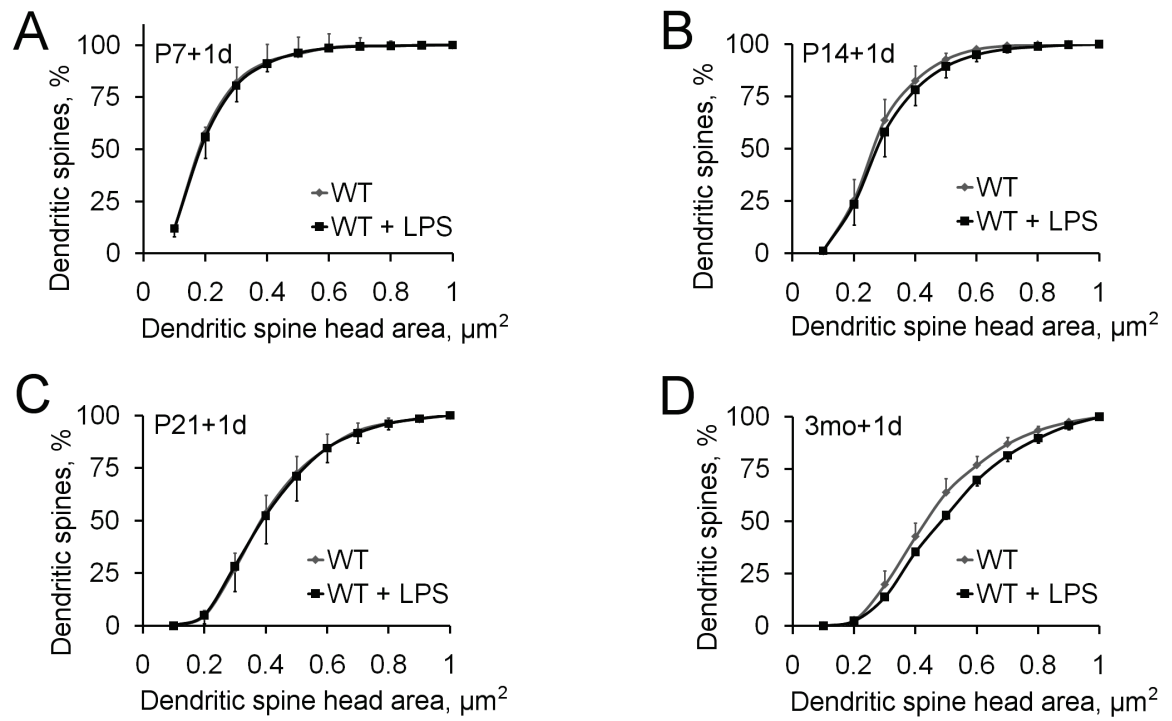 A
P7+1d
Dendritic spines, %
100
75
50
25
0
WT
WT + LPS
0 0.2 0.4 0.6 0.8 1
Dendritic spine head area, µm²
B
P14+1d
Dendritic spines, %
100
75
50
25
0
WT
WT + LPS
0 0.2 0.4 0.6 0.8 1
Dendritic spine head area, µm²
C
P21+1d
Dendritic spines, %
100
75
50
25
0
WT
WT + LPS
0 0.2 0.4 0.6 0.8 1
Dendritic spine head area, µm²
D
3mo+1d
Dendritic spines, %
100
75
50
25
0
WT
WT + LPS
0 0.2 0.4 0.6 0.8 1
Dendritic spine head area, µm²